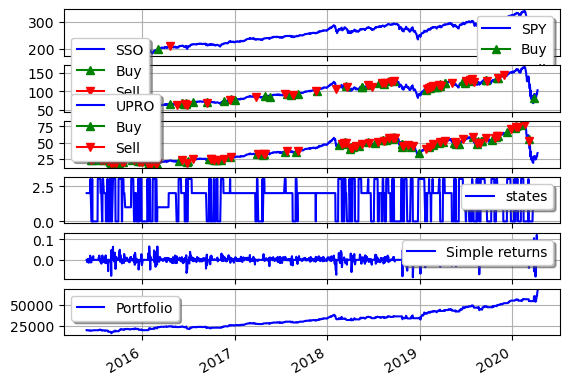 300
200
SPY
Buy
SSO
Buy
Sell
150
100
50
UPRO
Buy
Sell
75
50
25
2.5
0.0
states
0.1
0.0
Simple returns
50000
25000
Portfolio
2016
2017
2018
2019
2020